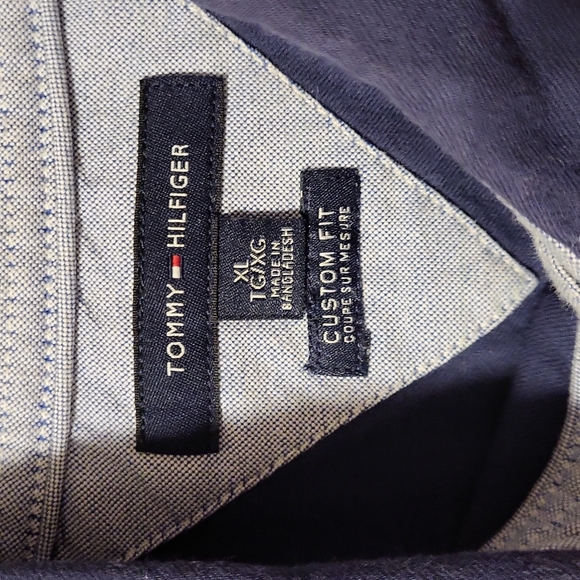 TOMMY HILFIGER
XL
TG/XG
MADE IN
BANGLADESH
CUSTOM FIT
COUPE SUR MESURE